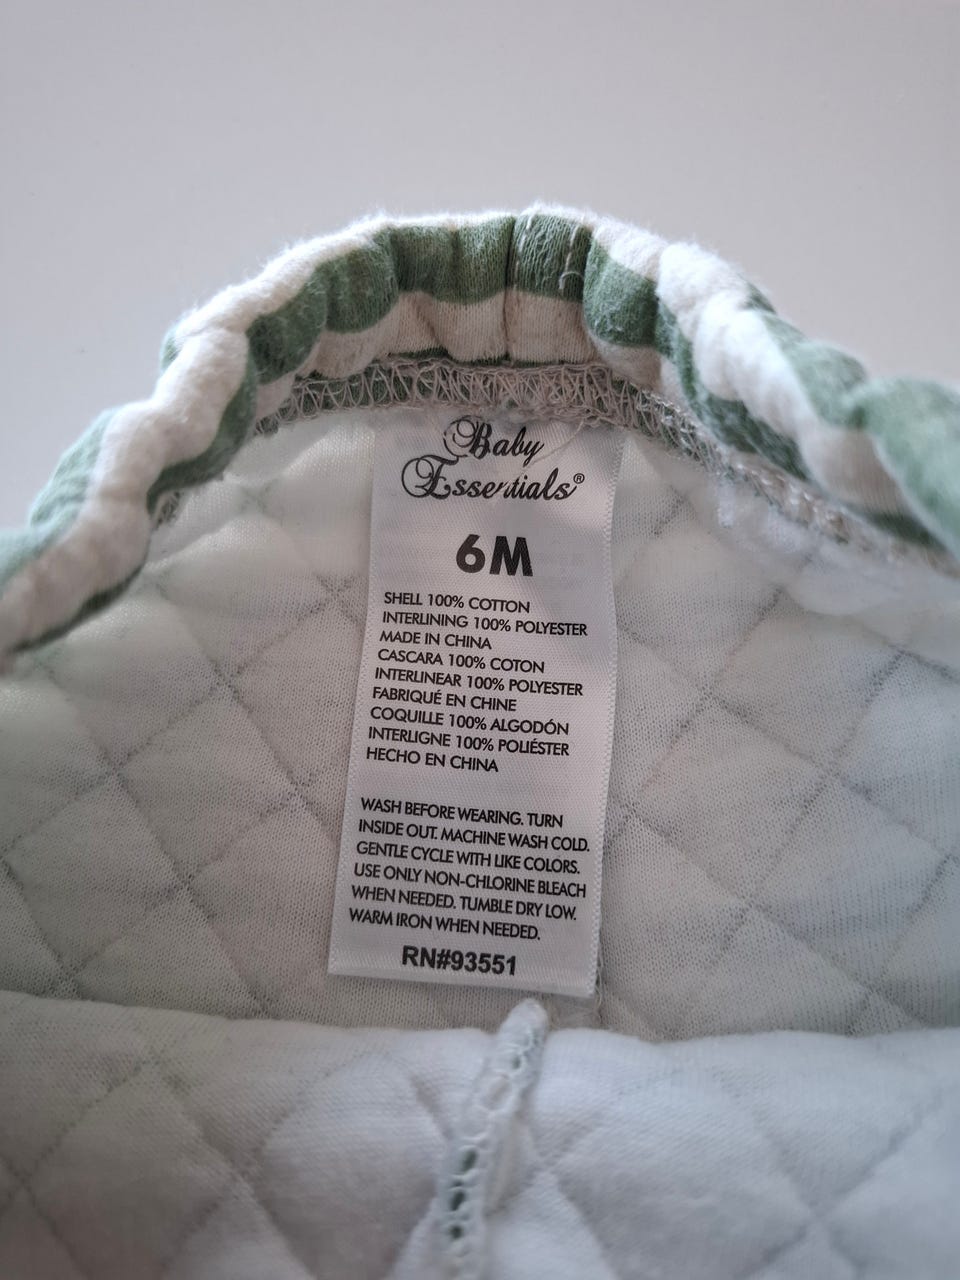 Baby
Essentials®
6M
SHELL 100% COTTON
INTERLINING 100% POLYESTER
MADE IN CHINA
CASCARA 100% COTON
INTERLINEAR 100% POLYESTER
FABRIQUÉ EN CHINE
COQUILLE 100% ALGODÓN
INTERLIGNE 100% POLIÉSTER
HECHO EN CHINA
WASH BEFORE WEARING. TURN
INSIDE OUT. MACHINE WASH COLD.
GENTLE CYCLE WITH LIKE COLORS.
USE ONLY NON-CHLORINE BLEACH
WHEN NEEDED. TUMBLE DRY LOW.
WARM IRON WHEN NEEDED.
RN#93551